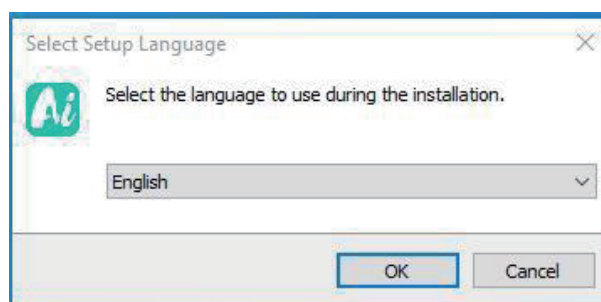 Select Setup Language
Ai
Select the language to use during the installation.
English
OK
Cancel